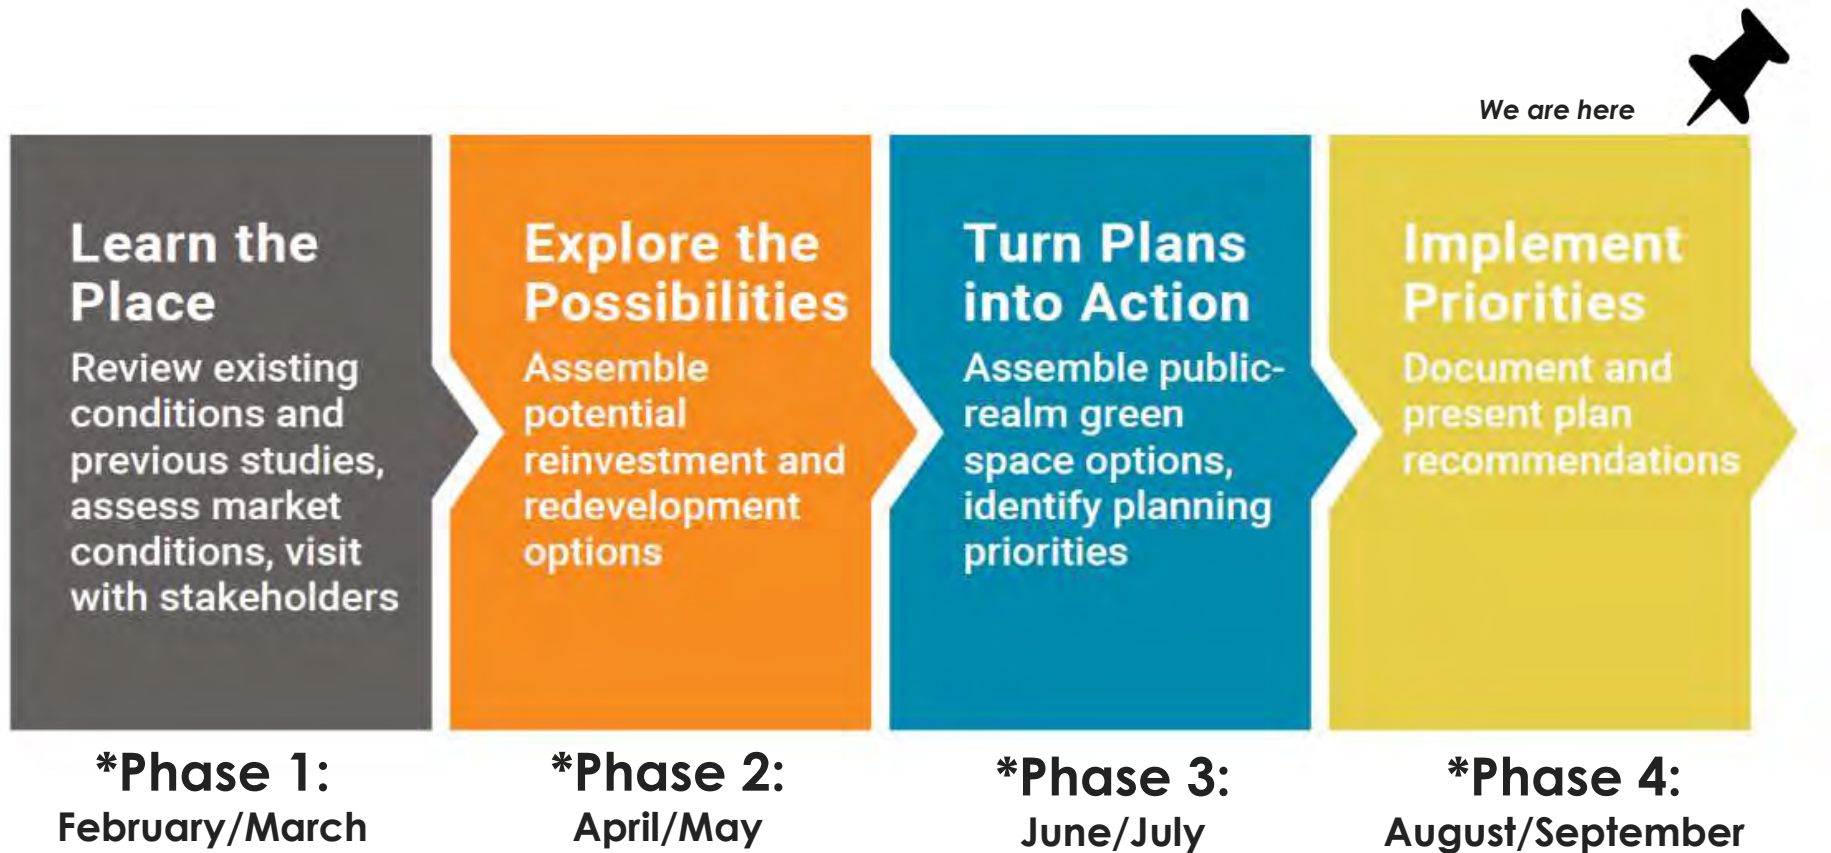 We are here
Learn the
Place
Review existing
conditions and
previous studies,
assess market
conditions, visit
with stakeholders
Explore the
Possibilities
Assemble
potential
reinvestment and
redevelopment
options
Turn Plans
into Action
Assemble public-
realm green
space options,
identify planning
priorities
Implement
Priorities
Document and
present plan
recommendations
*Phase 1:
February/March
*Phase 2:
April/May
*Phase 3:
June/July
*Phase 4:
August/September